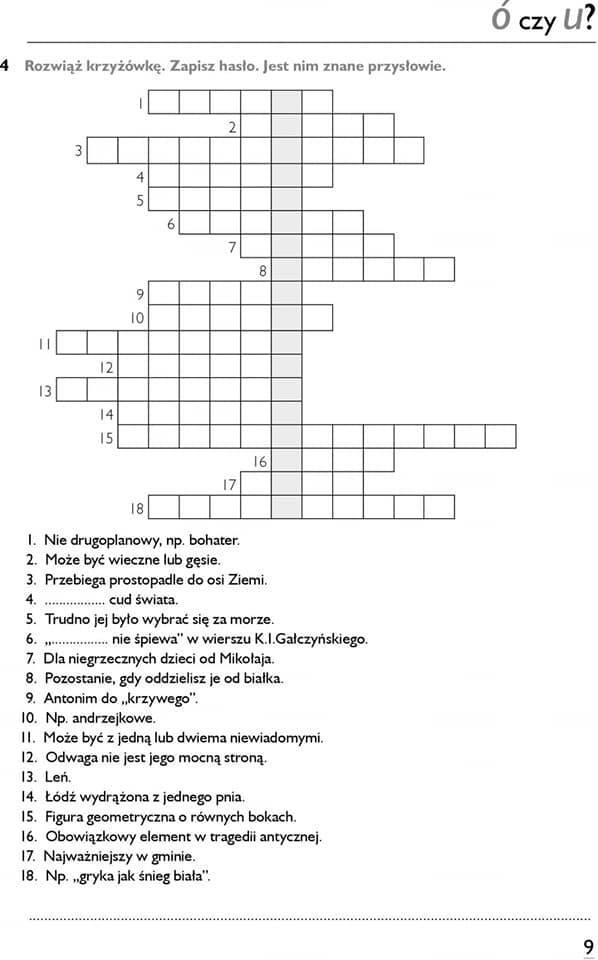 ó czy u?
4 Rozwiąż krzyżówkę. Zapisz hasło. Jest nim znane przysłowie.
1
2
3
4
5
6
7
8
9
10
11
12
13
14
15
16
17
18
1. Nie drugoplanowy, np. bohater.
2. Może być wieczne lub gęsie.
3. Przebiega prostopadle do osi Ziemi.
4. ................. cud świata.
5. Trudno jej było wybrać się za morze.
6. „................ nie śpiewa” w wierszu K.I.Gałczyńskiego.
7. Dla niegrzecznych dzieci od Mikołaja.
8. Pozostanie, gdy oddzielisz je od białka.
9. Antonim do „krzywego”.
10. Np. andrzejkowe.
11. Może być z jedną lub dwiema niewiadomymi.
12. Odwaga nie jest jego mocną stroną.
13. Leń.
14. Łódź wydrążona z jednego pnia.
15. Figura geometryczna o równych bokach.
16. Obowiązkowy element w tragedii antycznej.
17. Najważniejszy w gminie.
18. Np. „gryka jak śnieg biała”.
9